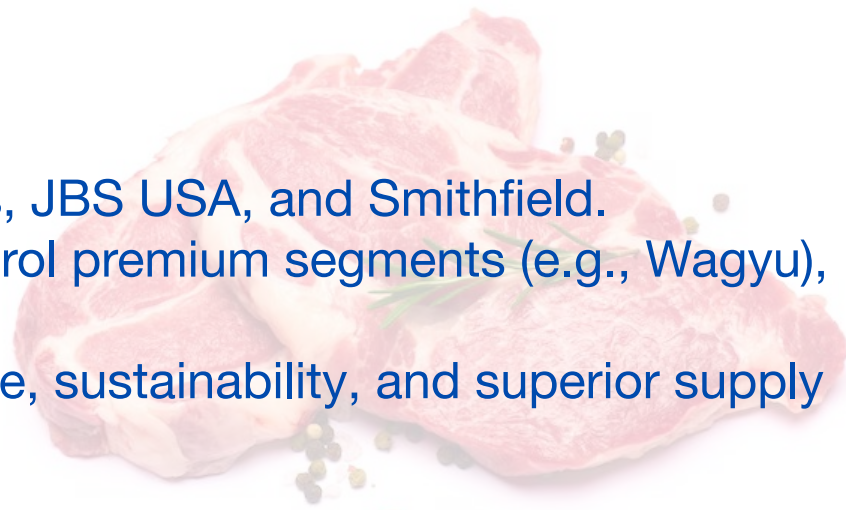 , JBS USA, and Smithfield.
rol premium segments (e.g., Wagyu),
e, sustainability, and superior supply